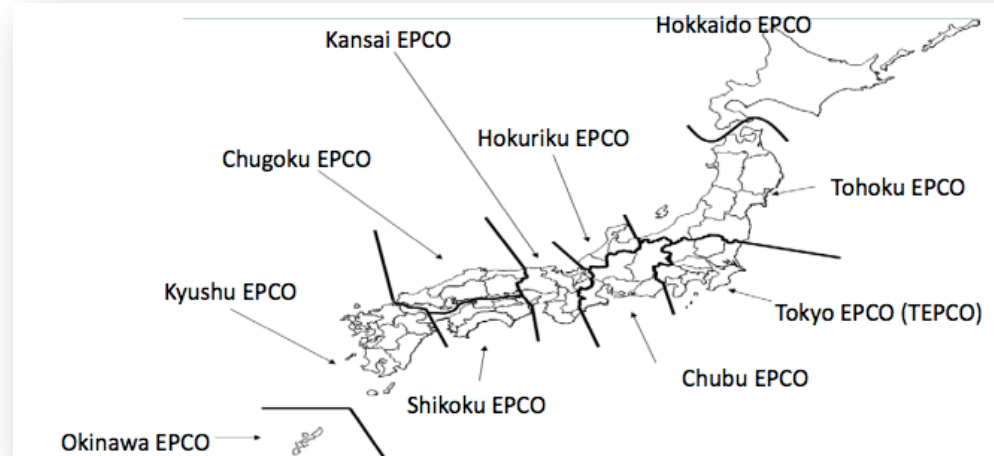 Hokkaido EPCO
Kansai EPCO
Hokuriku EPCO
Chugoku EPCO
Tohoku EPCO
Kyushu EPCO
Tokyo EPCO (TEPCO)
Chubu EPCO
Shikoku EPCO
Okinawa EPCO